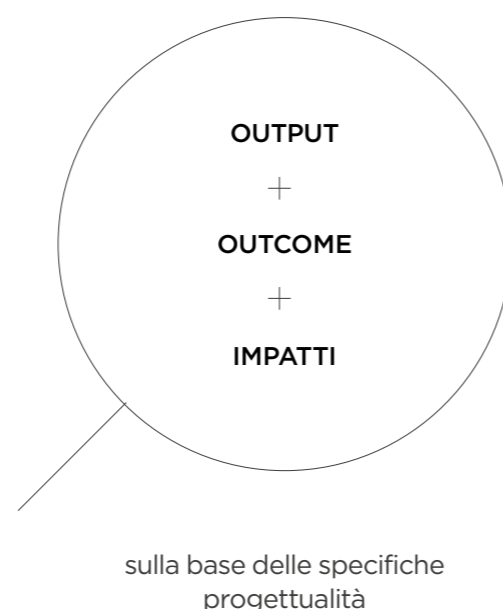 OUTPUT
+
OUTCOME
+
IMPATTI
sulla base delle specifiche
progettualità